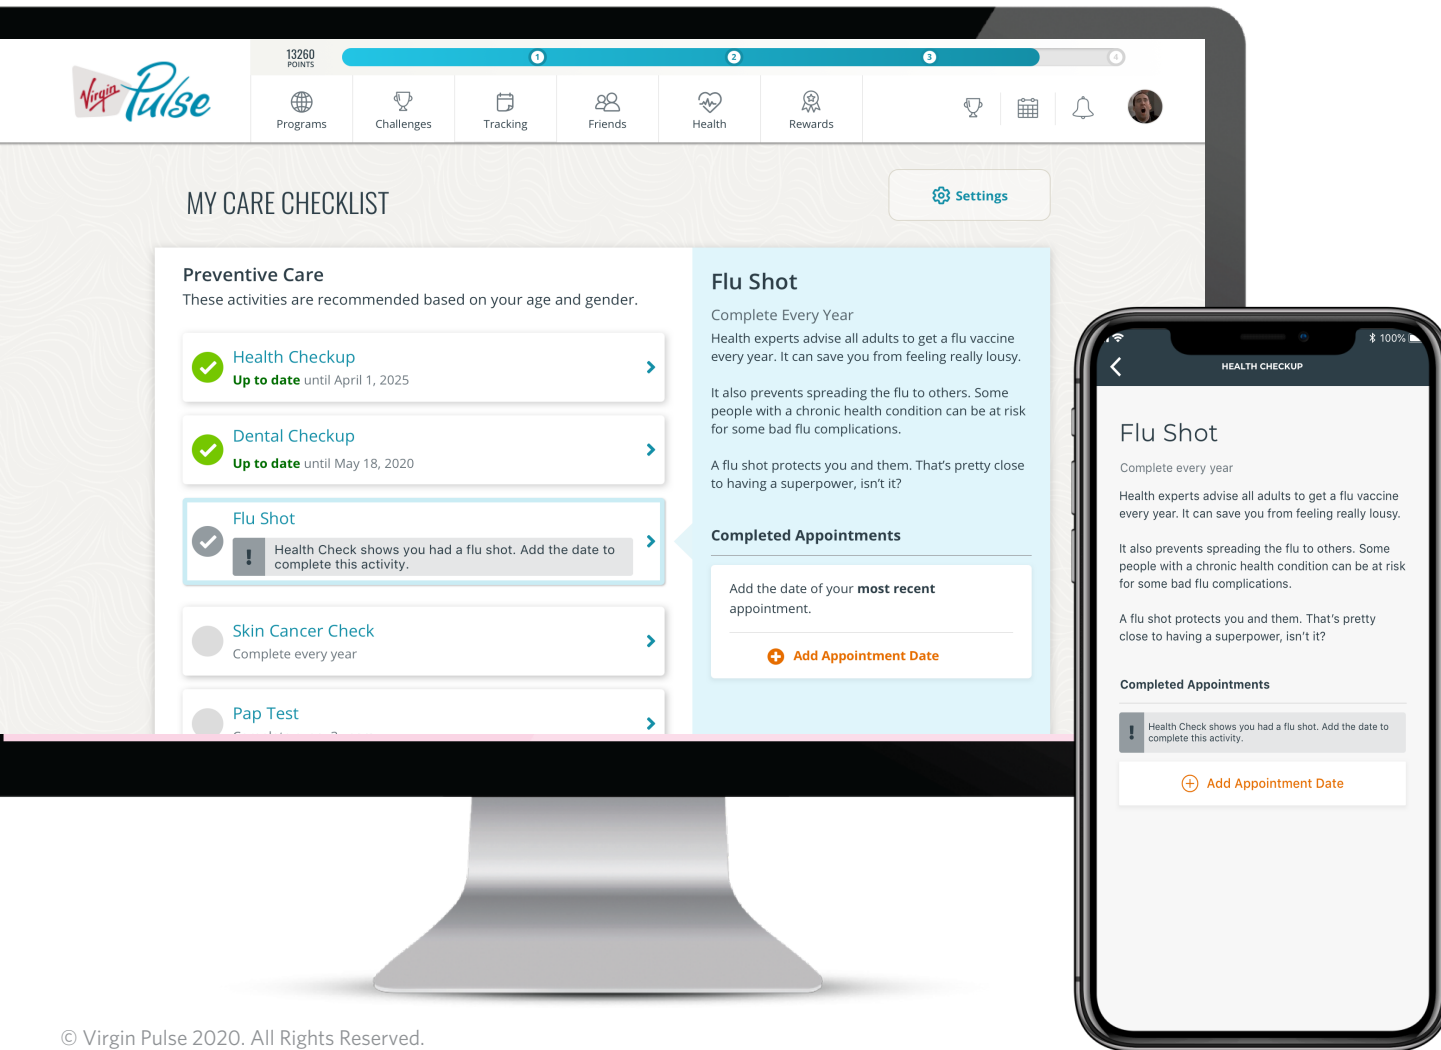 13260
POINTS
1
2
3
4
Virgin Pulse
Programs
Challenges
Tracking
Friends
Health
Rewards
MY CARE CHECKLIST
Settings
Preventive Care
These activities are recommended based on your age and gender.
Health Checkup
Up to date until April 1, 2025
Dental Checkup
Up to date until May 18, 2020
Flu Shot
! Health Check shows you had a flu shot. Add the date to
complete this activity.
Skin Cancer Check
Complete every year
Pap Test
Flu Shot
Complete Every Year
Health experts advise all adults to get a flu vaccine
every year. It can save you from feeling really lousy.
It also prevents spreading the flu to others. Some
people with a chronic health condition can be at risk
for some bad flu complications.
A flu shot protects you and them. That's pretty close
to having a superpower, isn't it?
Completed Appointments
Add the date of your most recent
appointment.
Add Appointment Date
100%
HEALTH CHECKUP
Flu Shot
Complete every year
Health experts advise all adults to get a flu vaccine
every year. It can save you from feeling really lousy.
It also prevents spreading the flu to others. Some
people with a chronic health condition can be at risk
for some bad flu complications.
A flu shot protects you and them. That's pretty
close to having a superpower, isn't it?
Completed Appointments
! Health Check shows you had a flu shot. Add the date to
complete this activity.
Add Appointment Date
© Virgin Pulse 2020. All Rights Reserved.